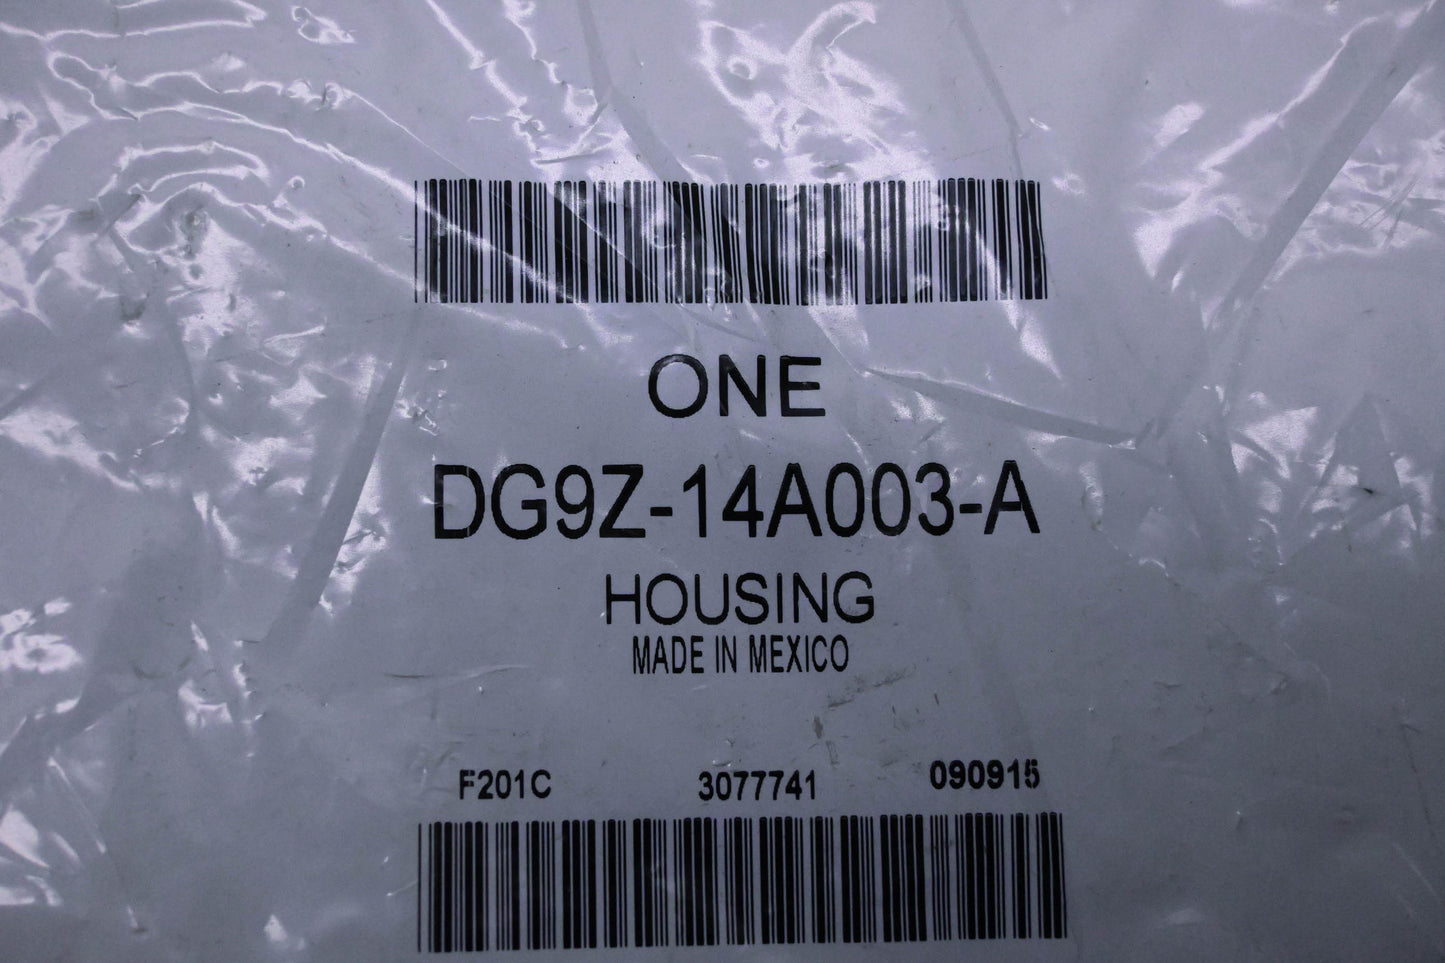 ONE
DG9Z-14A003-A
HOUSING
MADE IN MEXICO
F201C 3077741 090915